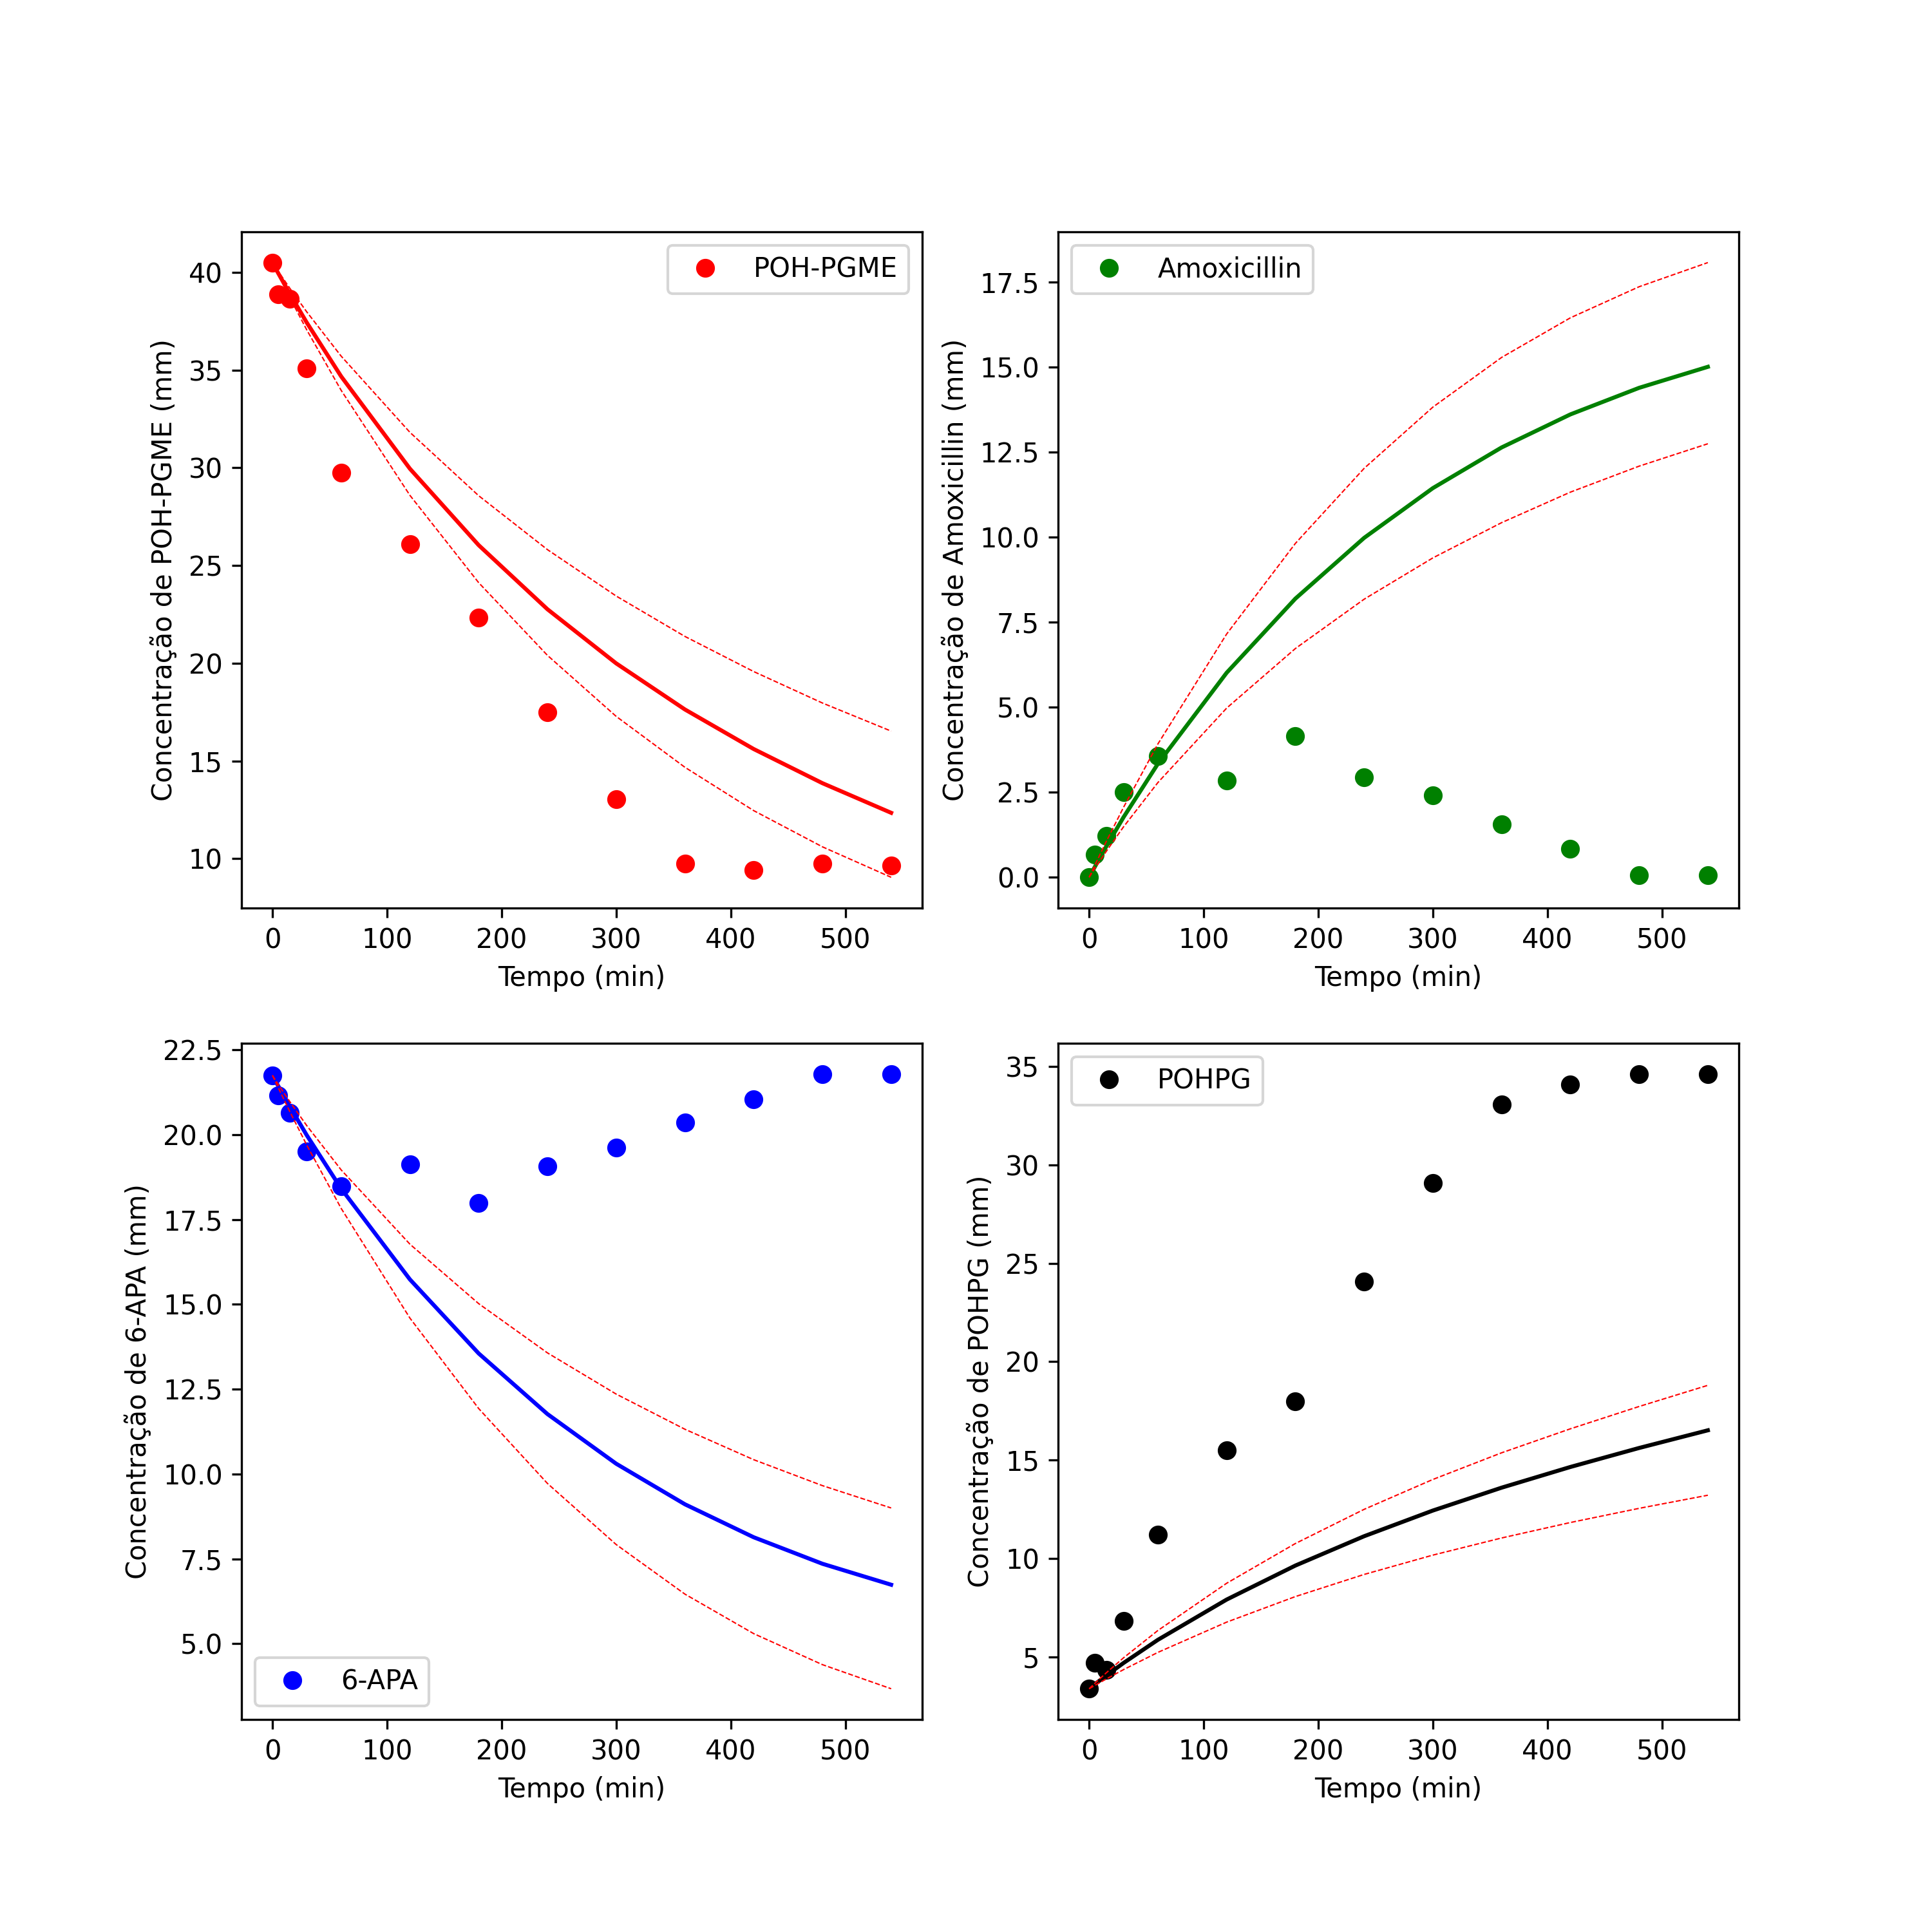 POH-PGME
40
35
30
25
20
15
10
Concentração de POH-PGME (mm)
0 100 200 300 400 500
Tempo (min)
Amoxicillin
17.5
15.0
12.5
10.0
7.5
5.0
2.5
0.0
Concentração de Amoxicillin (mm)
0 100 200 300 400 500
Tempo (min)
22.5
20.0
17.5
15.0
12.5
10.0
7.5
5.0
Concentração de 6-APA (mm)
6-APA
0 100 200 300 400 500
Tempo (min)
POHPG
35
30
25
20
15
10
5
Concentração de POHPG (mm)
0 100 200 300 400 500
Tempo (min)